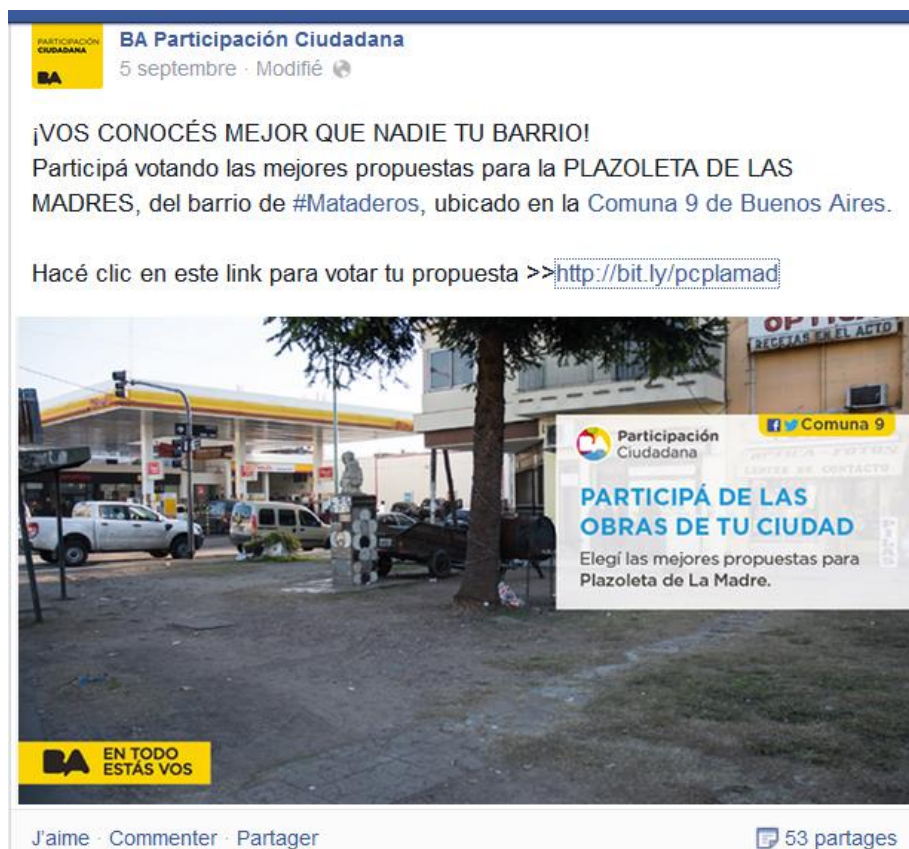 PARTICIPACIÓN
CIUDADANA
BA
BA Participación Ciudadana
5 septembre · Modifié
¡VOS CONOCÉS MEJOR QUE NADIE TU BARRIO!
Participá votando las mejores propuestas para la PLAZOLETA DE LAS
MADRES, del barrio de #Mataderos, ubicado en la Comuna 9 de Buenos Aires.
Hacé clic en este link para votar tu propuesta >>http://bit.ly/pcplamad
RECETAS EN EL ACTO
Comuna 9
Participación
Ciudadana
LENTES DE CONTACTO
PARTICIPÁ DE LAS
OBRAS DE TU CIUDAD
Elegí las mejores propuestas para
Plazoleta de La Madre.
BA EN TODO
ESTÁS VOS
J'aime · Commenter · Partager
53 partages